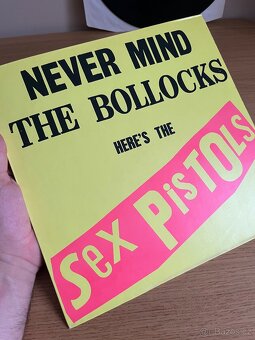 NEVER MIND
THE BOLLOCKS
HERE'S THE
Sex PisTOLs